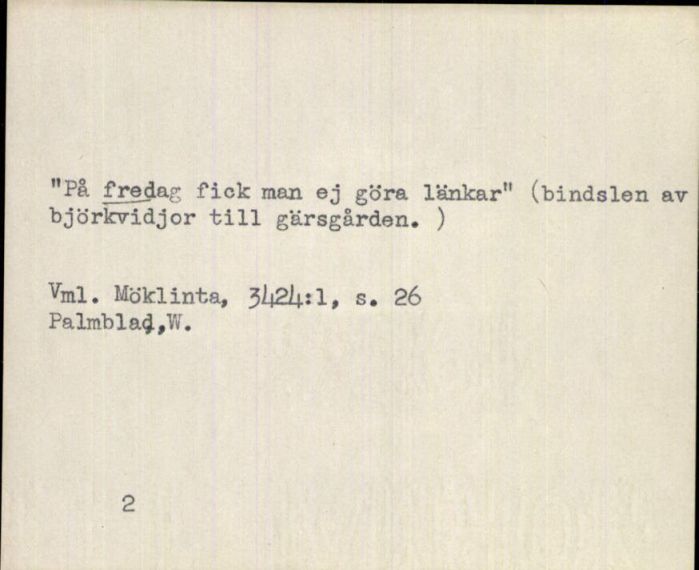 "På fredag fick man ej göra länkar" (bindslen av
björkvidjor till gärsgården. )
Vml. Möklinta, 3424:1, s. 26
Palmblad,W.
2